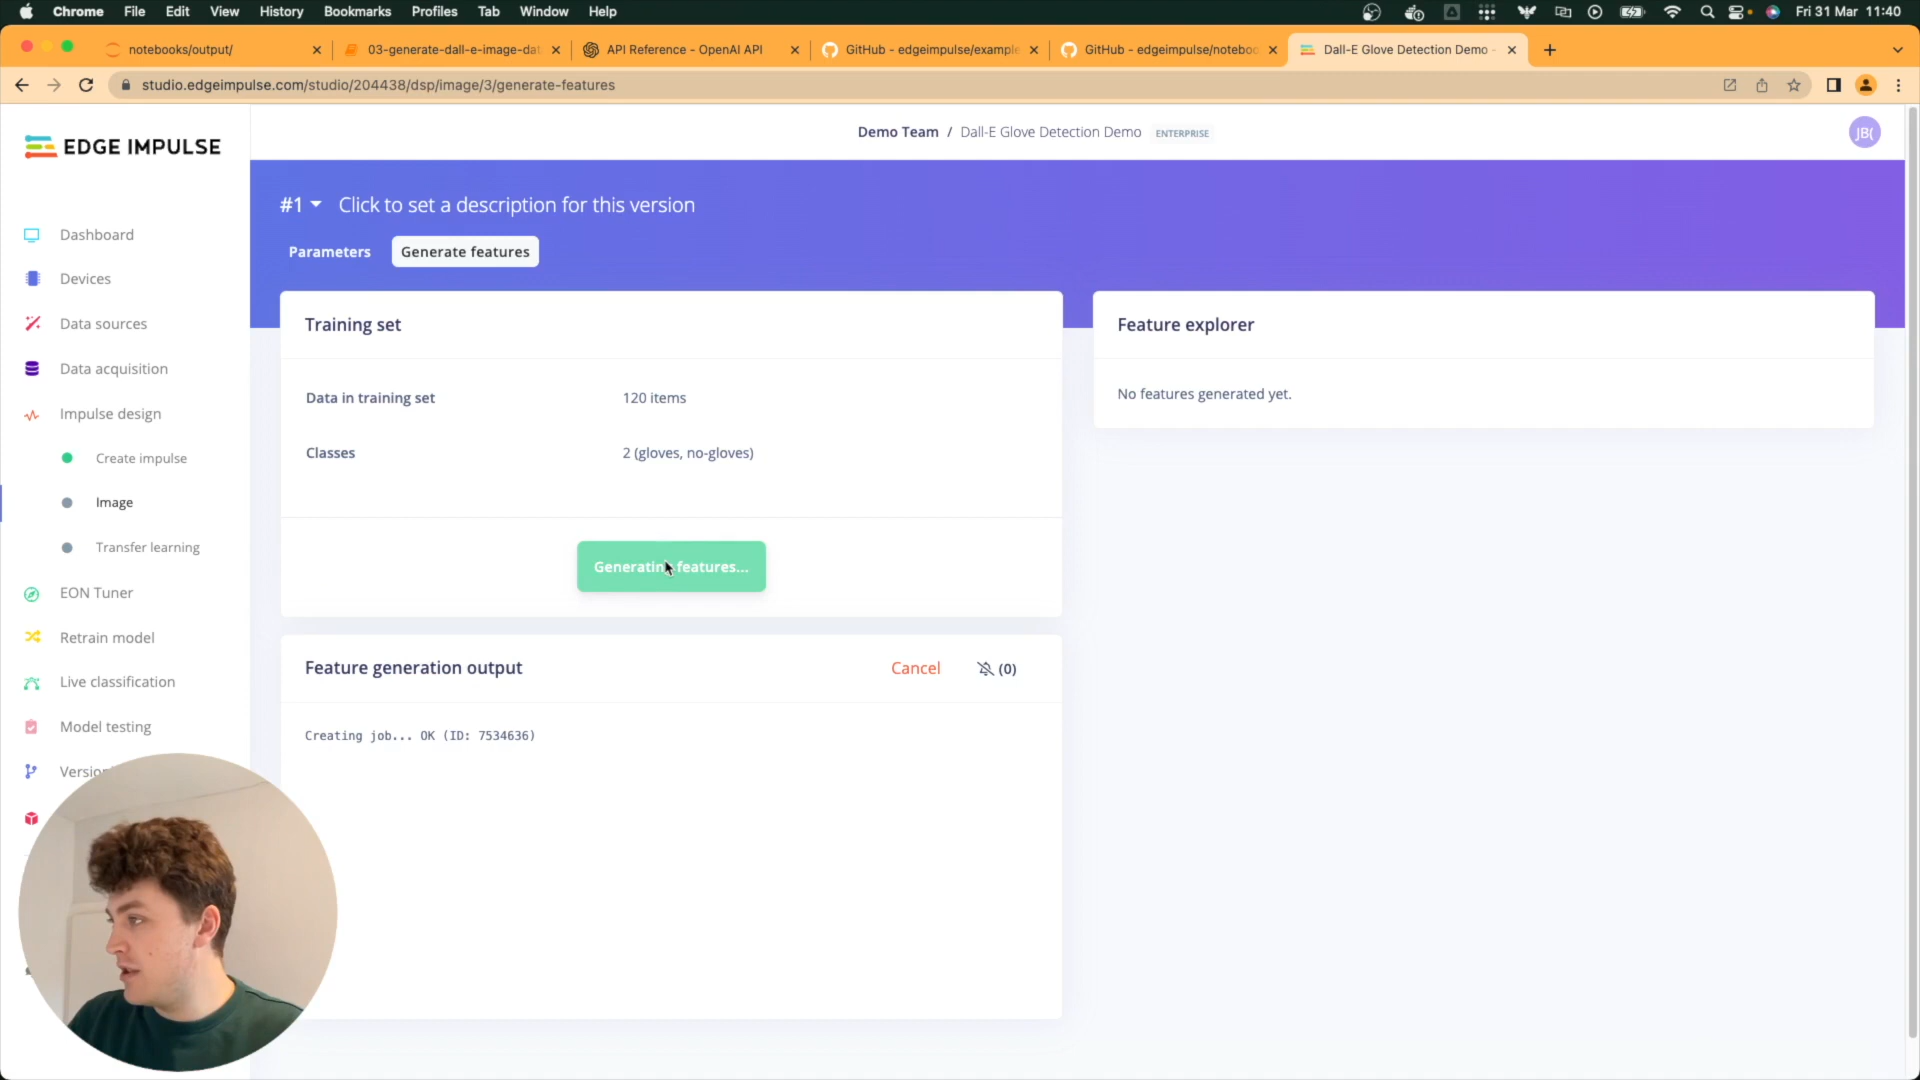 Chrome File Edit View History Bookmarks Profiles Tab Window Help Fri 31 Mar 11:40
notebooks/output/ 03-generate-dall-e-image-dat API Reference - OpenAI API GitHub - edgeimpulse/example GitHub - edgeimpulse/noteboo Dall-E Glove Detection Demo -
studio.edgeimpulse.com/studio/204438/dsp/image/3/generate-features
EDGE IMPULSE
Demo Team / Dall-E Glove Detection Demo ENTERPRISE
JB(
#1 Click to set a description for this version
Parameters Generate features
Dashboard
Devices
Data sources
Data acquisition
Impulse design
Create impulse
Image
Transfer learning
EON Tuner
Retrain model
Live classification
Model testing
Training set
Data in training set 120 items
Classes 2 (gloves, no-gloves)
Generating features...
Feature generation output Cancel (0)
Creating job... OK (ID: 7534636)
Feature explorer
No features generated yet.